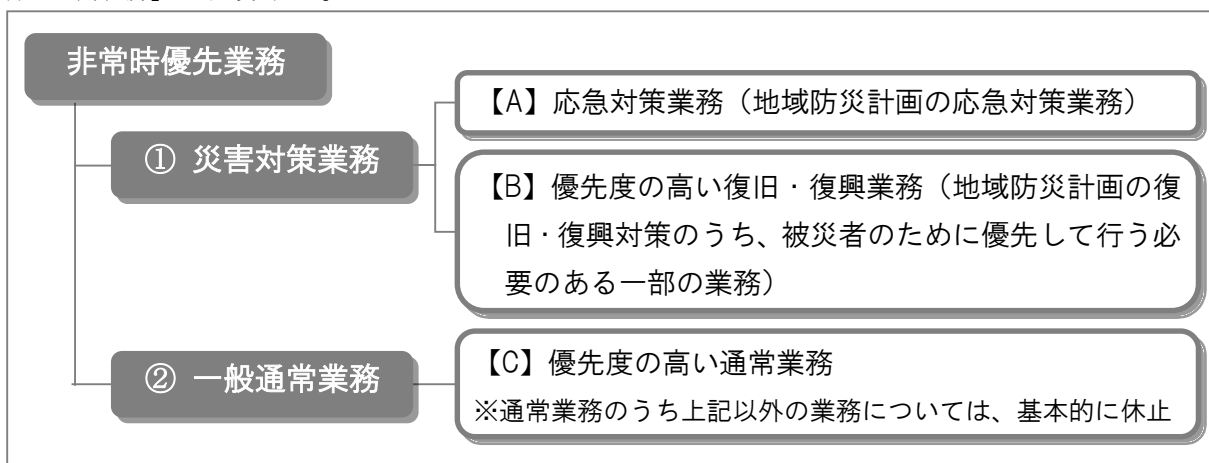 非常時優先業務
【A】応急対策業務（地域防災計画の応急対策業務）
① 災害対策業務
【B】優先度の高い復旧・復興業務（地域防災計画の復
旧・復興対策のうち、被災者のために優先して行う必
要のある一部の業務）
② 一般通常業務
【C】優先度の高い通常業務
※通常業務のうち上記以外の業務については、基本的に休止